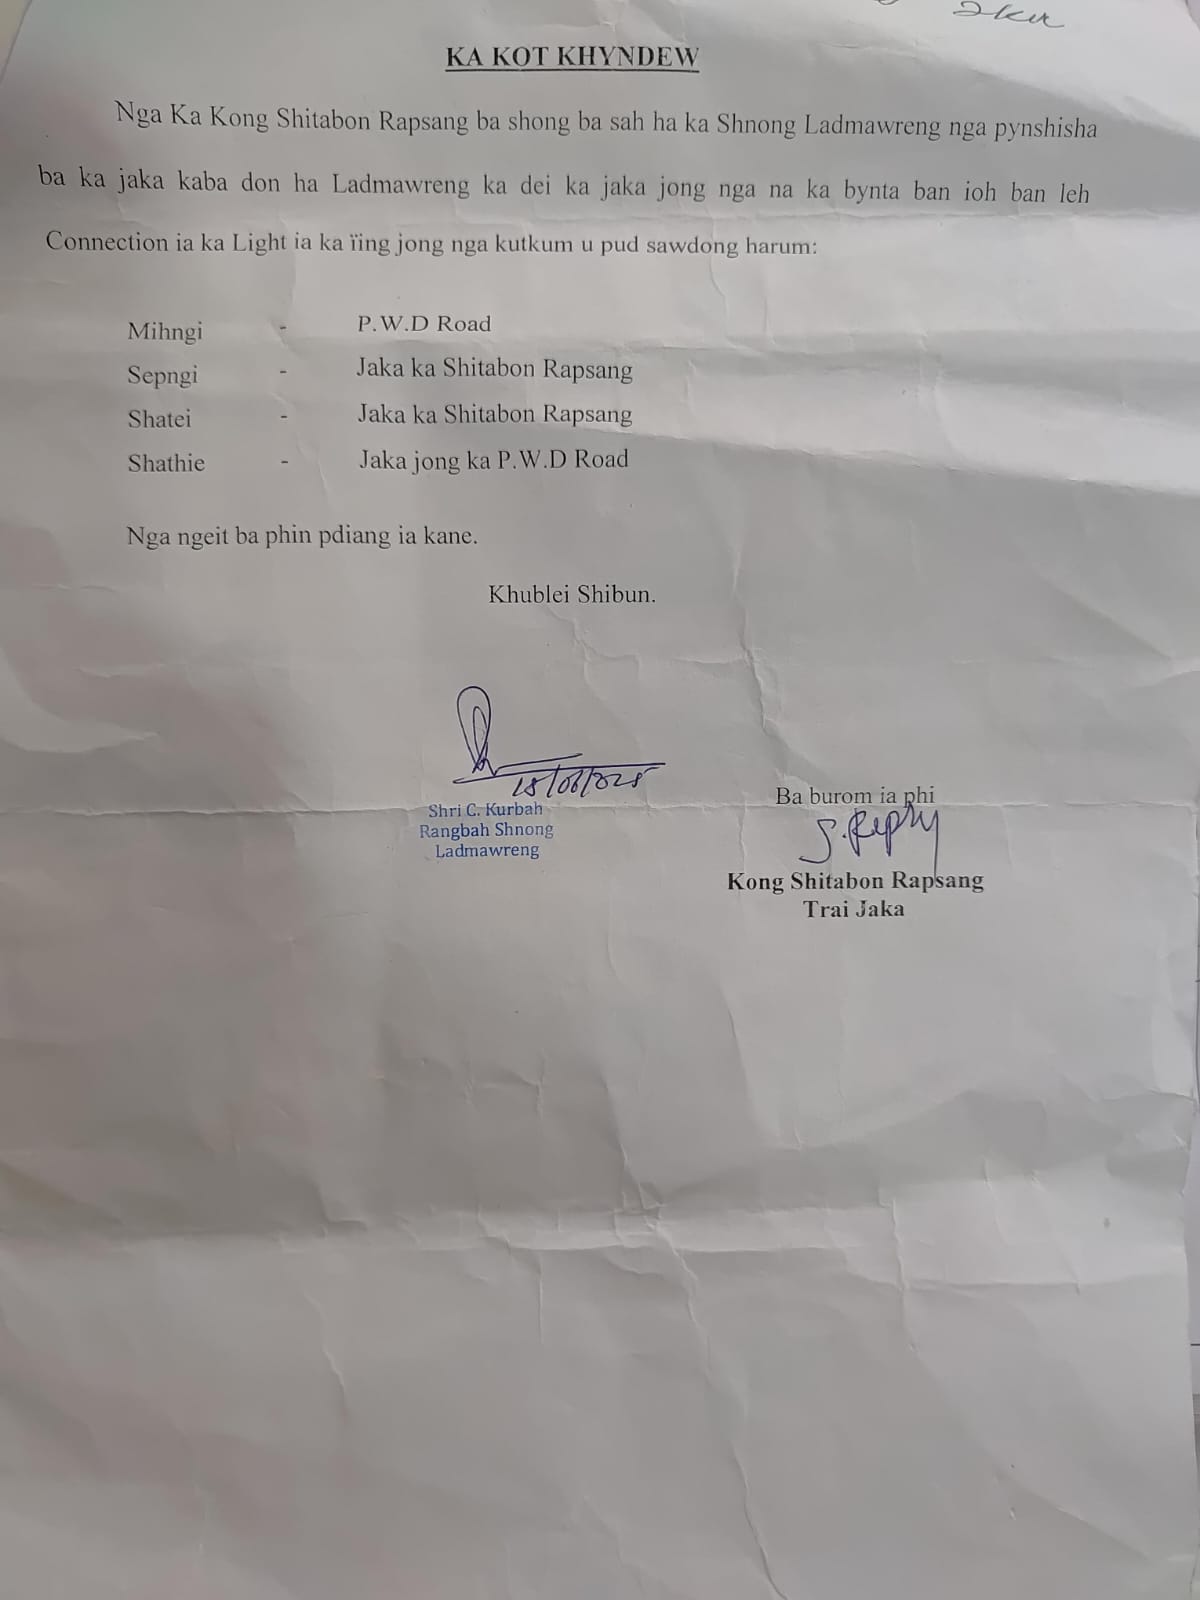 2kw
KA KOT KHYNDEW
Nga Ka Kong Shitabon Rapsang ba shong ba sah ha ka Shnong Ladmawreng nga pynshisha
ba ka jaka kaba don ha Ladmawreng ka dei ka jaka jong nga na ka bynta ban ioh ban leh
Connection ia ka Light ia ka ïing jong nga kutkum u pud sawdong harum:
Mihngi - P.W.D Road
Sepngi - Jaka ka Shitabon Rapsang
Shatei - Jaka ka Shitabon Rapsang
Shathie - Jaka jong ka P.W.D Road
Nga ngeit ba phin pdiang ia kane.
Khublei Shibun.
Shri C. Kurbah
Rangbah Shnong
Ladmawreng
Ba burom ia phi
Kong Shitabon Rapsang
Trai Jaka